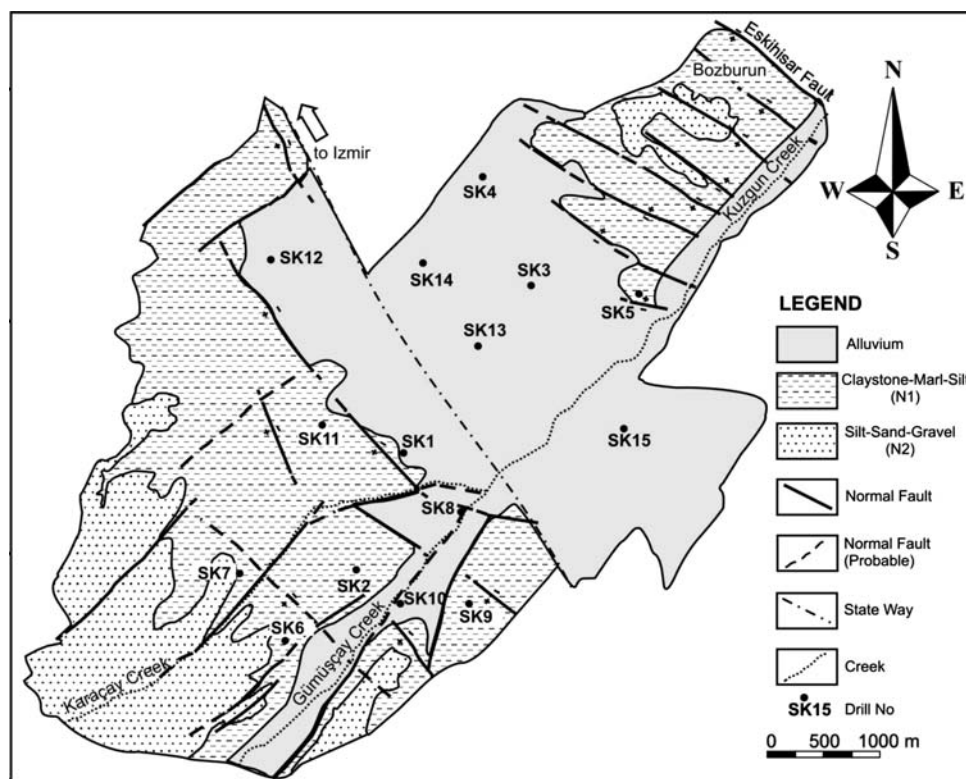 Eskihisar Fault
Bozburun
N
to Izmir
Kuzgun Creek
SK4
W
E
S
SK12
SK14
SK3
SK5
LEGEND
SK13
Alluvium
Claystone-Marl-Silt
(N1)
SK11
SK1
SK15
Silt-Sand-Gravel
(N2)
SK8
Normal Fault
SK7
SK2
Normal Fault
(Probable)
SK10
SK9
SK6
State Way
Gümüşçay Creek
Karaçay Creek
Creek
SK15 Drill No
0 500 1000 m